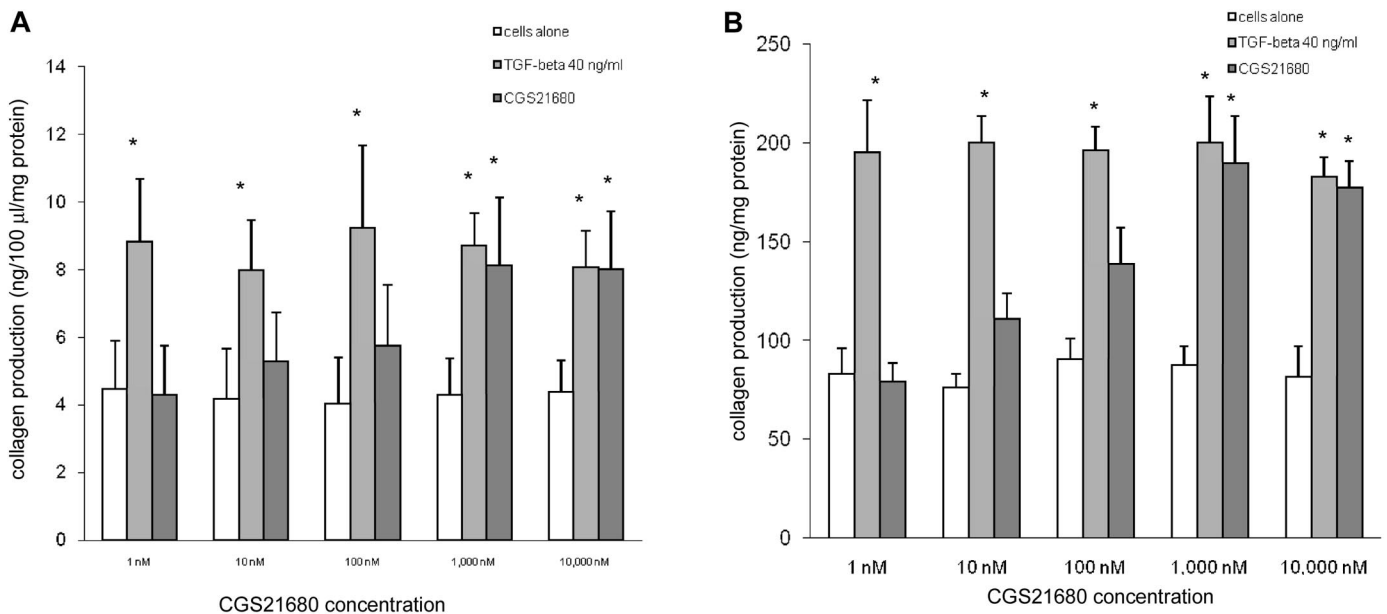 A
cells alone
TGF-beta 40 ng/ml
CGS21680
collagen production (ng/100 µl/mg protein)
14
12
10
8
6
4
2
0
* * * * * * *
1 nM 10 nM 100 nM 1,000 nM 10,000 nM
CGS21680 concentration
B
cells alone
TGF-beta 40 ng/ml
CGS21680
collagen production (ng/mg protein)
250
200
150
100
50
0
* * * * * * *
1 nM 10 nM 100 nM 1,000 nM 10,000 nM
CGS21680 concentration